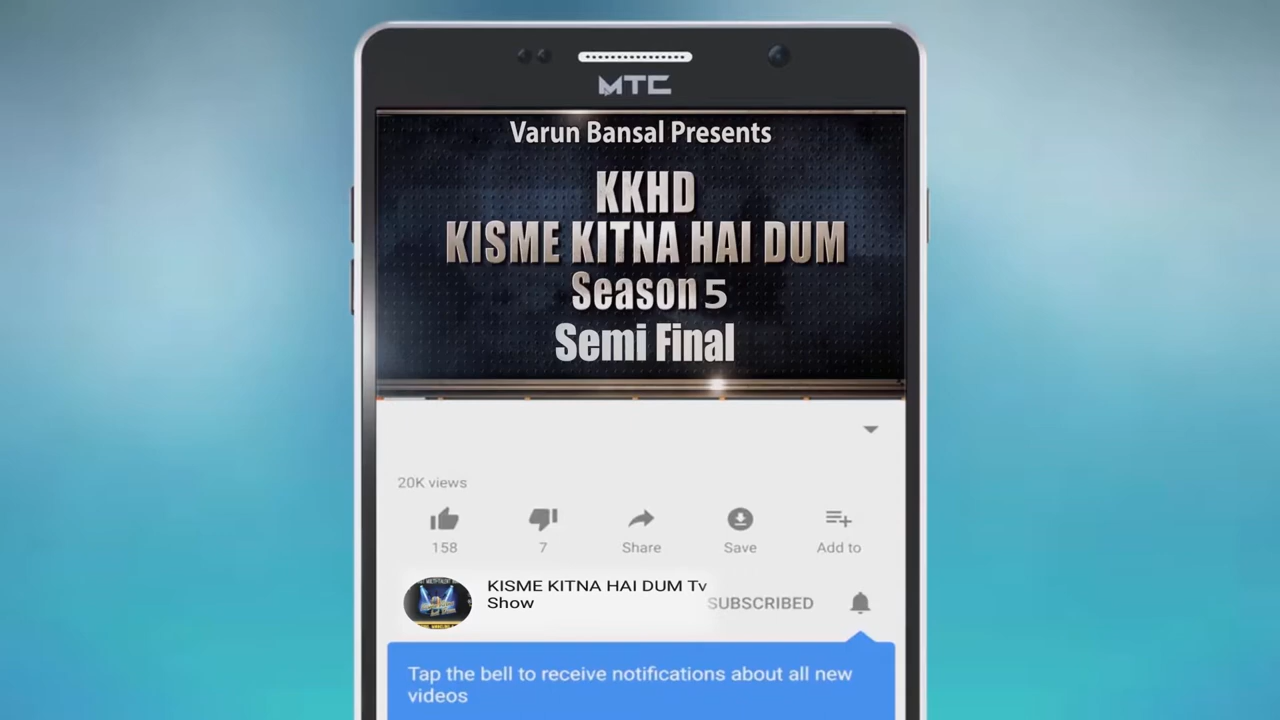 MTC
Varun Bansal Presents
KKHD
KISME KITNA HAI DUM
Season 5
Semi Final
20K views
158
7
Share
Save
Add to
KISME KITNA HAI DUM Tv
Show
SUBSCRIBED
Tap the bell to receive notifications about all new
videos